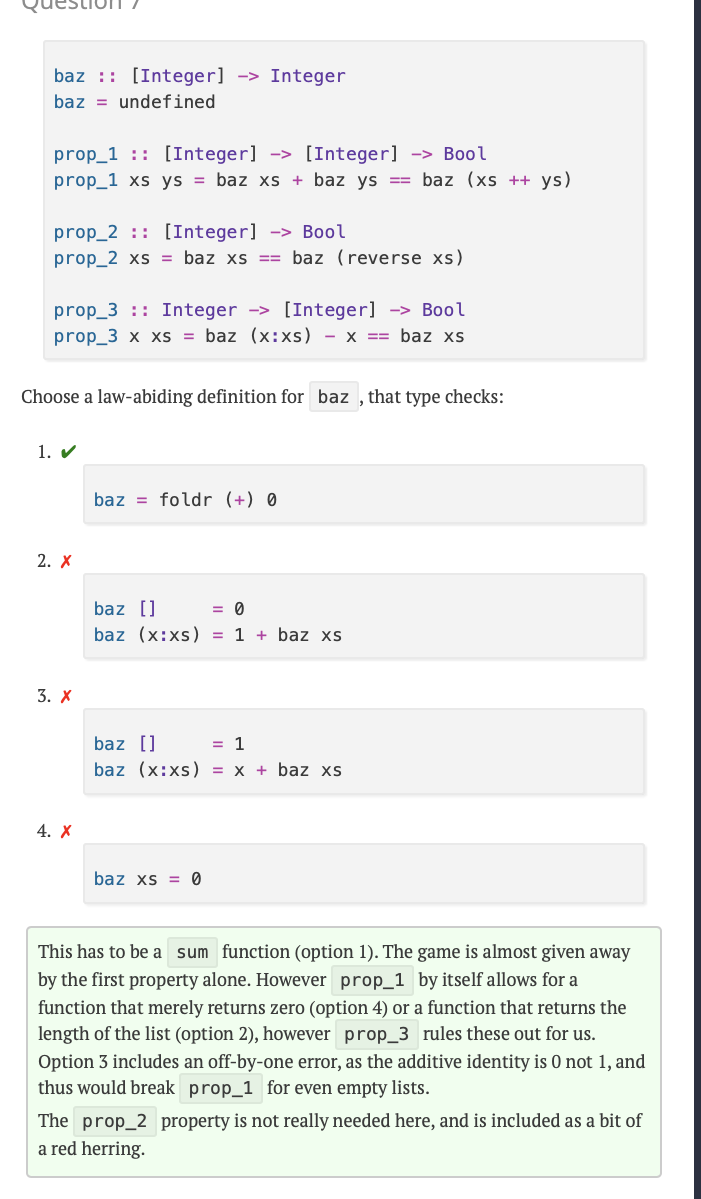 Question 7
baz :: [Integer] -> Integer
baz = undefined
prop_1 :: [Integer] -> [Integer] -> Bool
prop_1 xs ys = baz xs + baz ys == baz (xs ++ ys)
prop_2 :: [Integer] -> Bool
prop_2 xs = baz xs == baz (reverse xs)
prop_3 :: Integer -> [Integer] -> Bool
prop_3 x xs = baz (x:xs) - x == baz xs
Choose a law-abiding definition for baz, that type checks:
1. ✔
baz = foldr (+) 0
2. ✗
baz []     = 0
baz (x:xs) = 1 + baz xs
3. ✗
baz []     = 1
baz (x:xs) = x + baz xs
4. ✗
baz xs = 0
This has to be a sum function (option 1). The game is almost given away
by the first property alone. However prop_1 by itself allows for a
function that merely returns zero (option 4) or a function that returns the
length of the list (option 2), however prop_3 rules these out for us.
Option 3 includes an off-by-one error, as the additive identity is 0 not 1, and
thus would break prop_1 for even empty lists.
The prop_2 property is not really needed here, and is included as a bit of
a red herring.